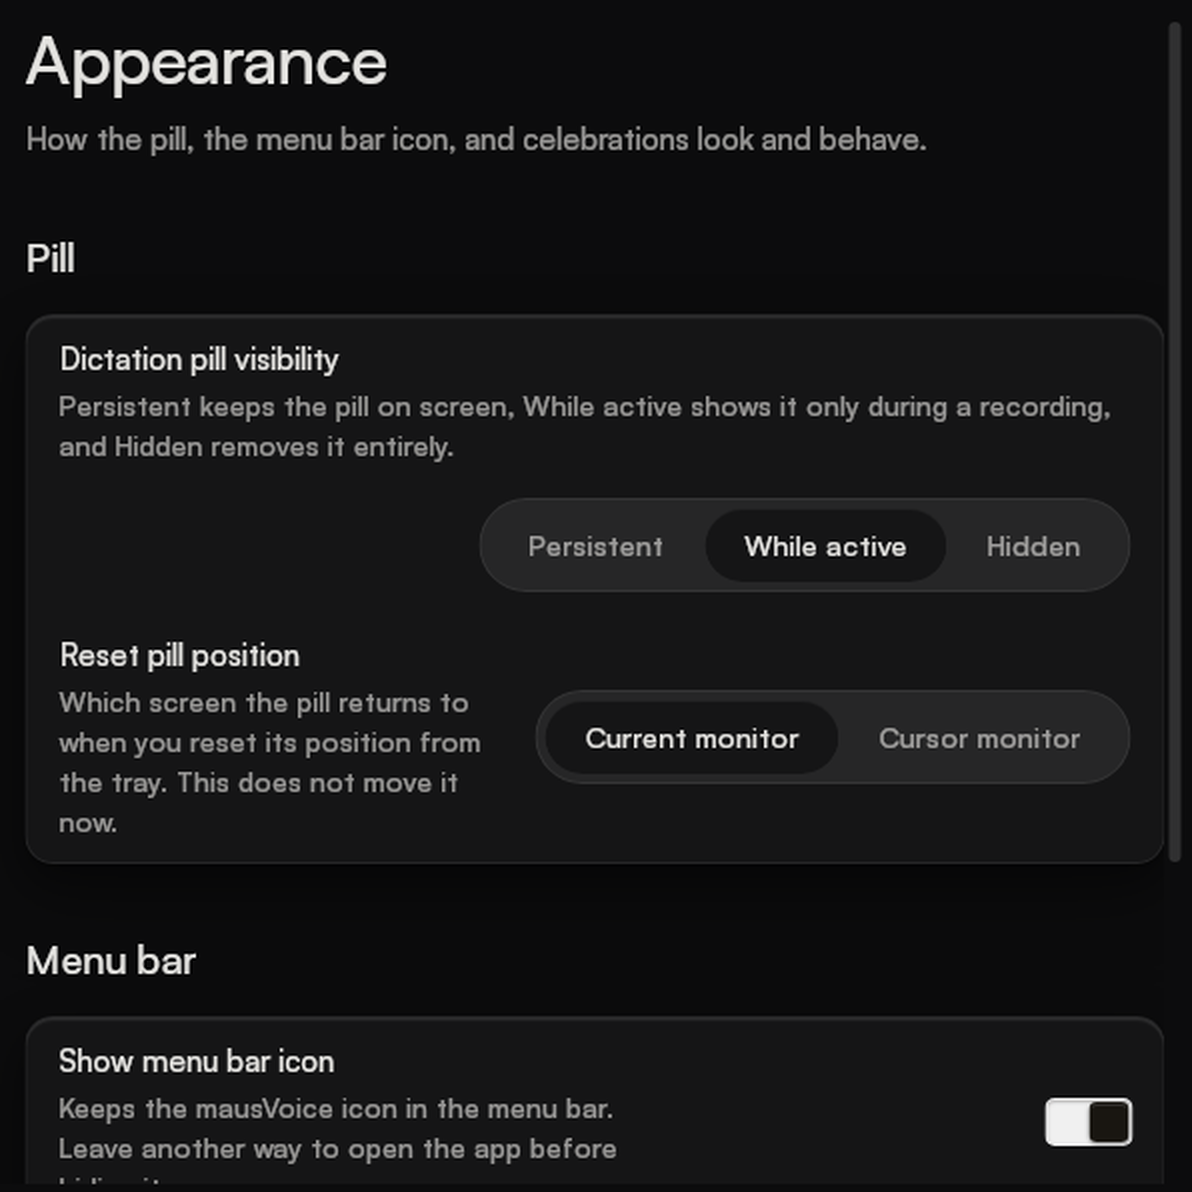 Appearance
How the pill, the menu bar icon, and celebrations look and behave.
Pill
Dictation pill visibility
Persistent keeps the pill on screen, While active shows it only during a recording,
and Hidden removes it entirely.
Persistent
While active
Hidden
Reset pill position
Which screen the pill returns to
when you reset its position from
the tray. This does not move it
now.
Current monitor
Cursor monitor
Menu bar
Show menu bar icon
Keeps the mausVoice icon in the menu bar.
Leave another way to open the app before